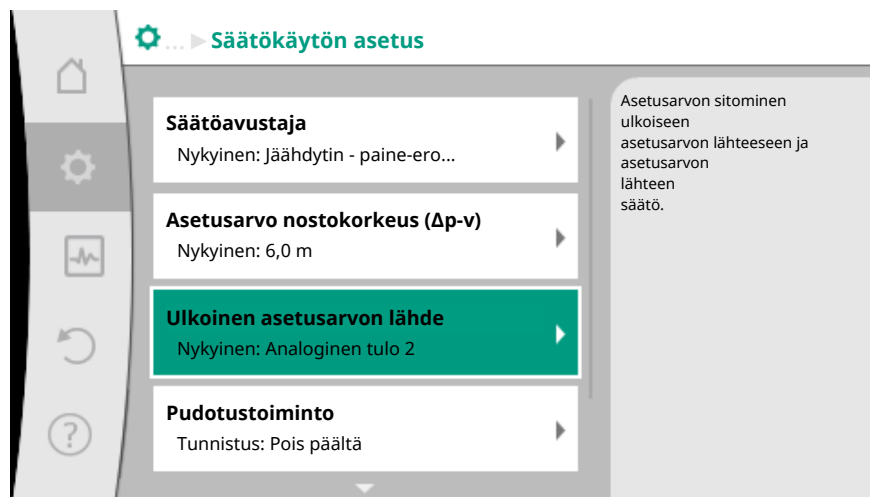 ... Säätökäytön asetus
Säätöavustaja
Nykyinen: Jäähdytin - paine-ero...
Asetusarvo nostokorkeus (Δp-v)
Nykyinen: 6,0 m
Ulkoinen asetusarvon lähde
Nykyinen: Analoginen tulo 2
Pudotustoiminto
Tunnistus: Pois päältä
Asetusarvon sitominen
ulkoiseen
asetusarvon lähteeseen ja
asetusarvon
lähteen
säätö.